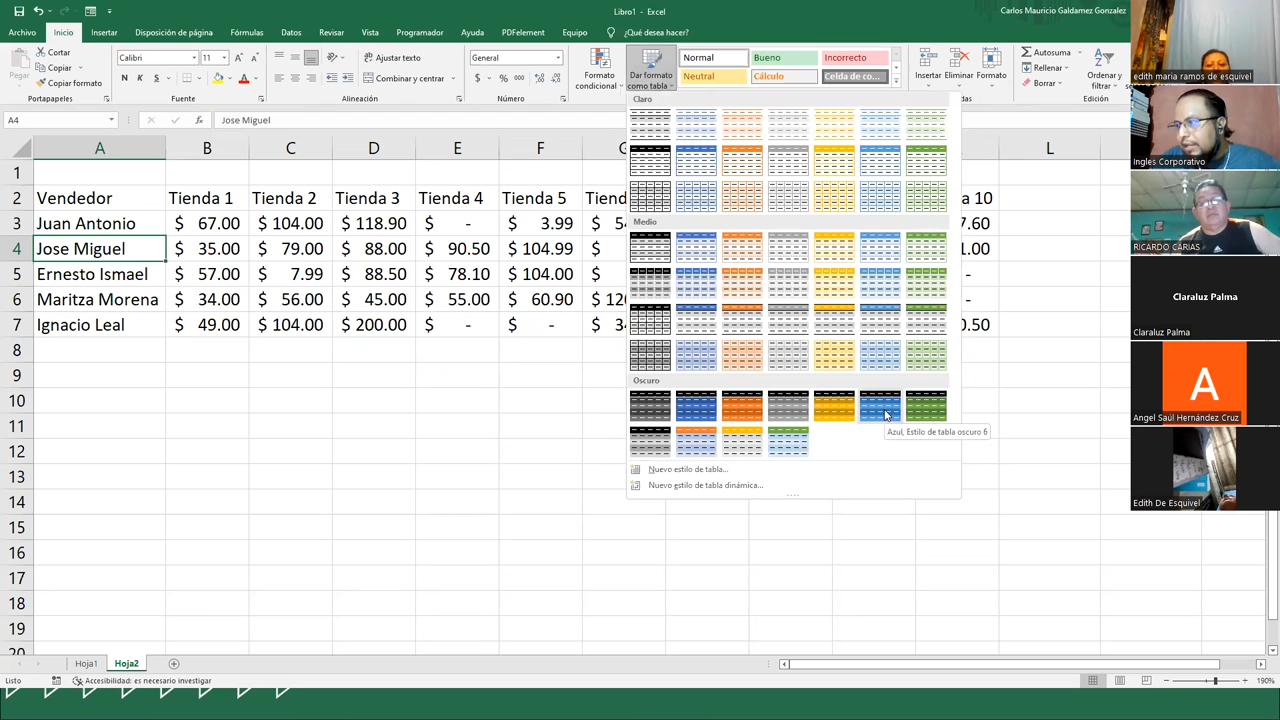 Libro1 - Excel
Carlos Mauricio Galdamez Gonzalez
Archivo Inicio Insertar Disposición de página Fórmulas Datos Revisar Vista Programador Ayuda PDFelement Equipo ¿Qué desea hacer?
Pegar
Cortar
Copiar
Copiar formato
Portapapeles
Calibri 11
N K S
Fuente
Ajustar texto
Combinar y centrar
Alineación
General
$ % 000
Número
Formato condicional
Dar formato como tabla
Normal Bueno Incorrecto
Neutral Cálculo Celda de co...
Insertar Eliminar Formato
Autosuma
Rellenar
Borrar
Ordenar y filtrar
Jose Miguel
A B C D E F G L
1
2 Vendedor Tienda 1 Tienda 2 Tienda 3 Tienda 4 Tienda 5 Tiend 10
3 Juan Antonio $ 67.00 $ 104.00 $ 118.90 $ - $ 3.99 $ 7.60
4 Jose Miguel $ 35.00 $ 79.00 $ 88.00 $ 90.50 $ 104.99 $ 1.00
5 Ernesto Ismael $ 57.00 $ 7.99 $ 88.50 $ 78.10 $ 104.00 $ -
6 Maritza Morena $ 34.00 $ 56.00 $ 45.00 $ 55.00 $ 60.90 $ 12 -
7 Ignacio Leal $ 49.00 $ 104.00 $ 200.00 $ - $ - $ 3 0.50
8
9
10
11
12
13
14
15
16
17
18
19
20
Claro
Medio
Oscuro
Azul, Estilo de tabla oscuro 6
Nuevo estilo de tabla...
Nuevo estilo de tabla dinámica...
edith maria ramos de esquivel
Ingles Corporativo
RICARDO CARIAS
Claraluz Palma
Claraluz Palma
A
Angel Saúl Hernández Cruz
Edith De Esquivel
Hoja1 Hoja2
Listo Accesibilidad: es necesario investigar
190%